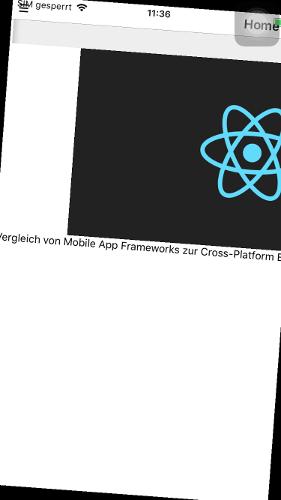 SIM gesperrt 11:36
Home
Vergleich von Mobile App Frameworks zur Cross-Platform